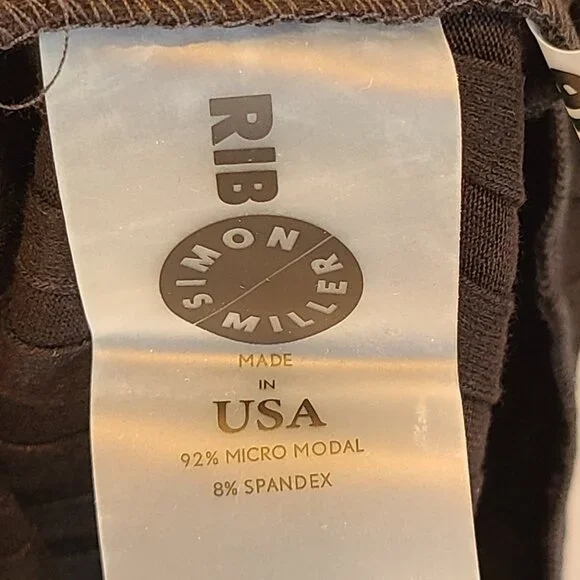 RIB
SIMON
MILLER
MADE
IN
USA
92% MICRO MODAL
8% SPANDEX